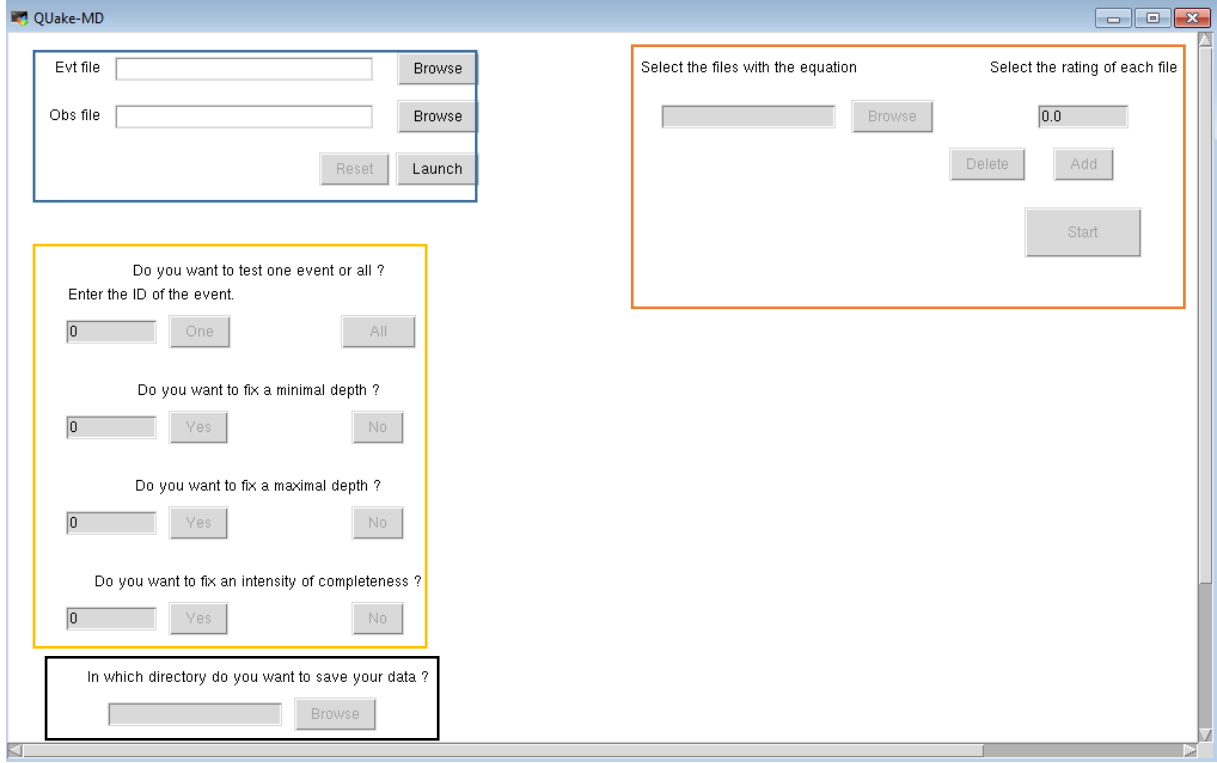 QUake-MD
Evt file
Browse
Obs file
Browse
Reset
Launch
Do you want to test one event or all ?
Enter the ID of the event.
0
One
All
Do you want to fix a minimal depth ?
0
Yes
No
Do you want to fix a maximal depth ?
0
Yes
No
Do you want to fix an intensity of completeness ?
0
Yes
No
In which directory do you want to save your data ?
Browse
Select the files with the equation
Select the rating of each file
Browse
0.0
Delete
Add
Start